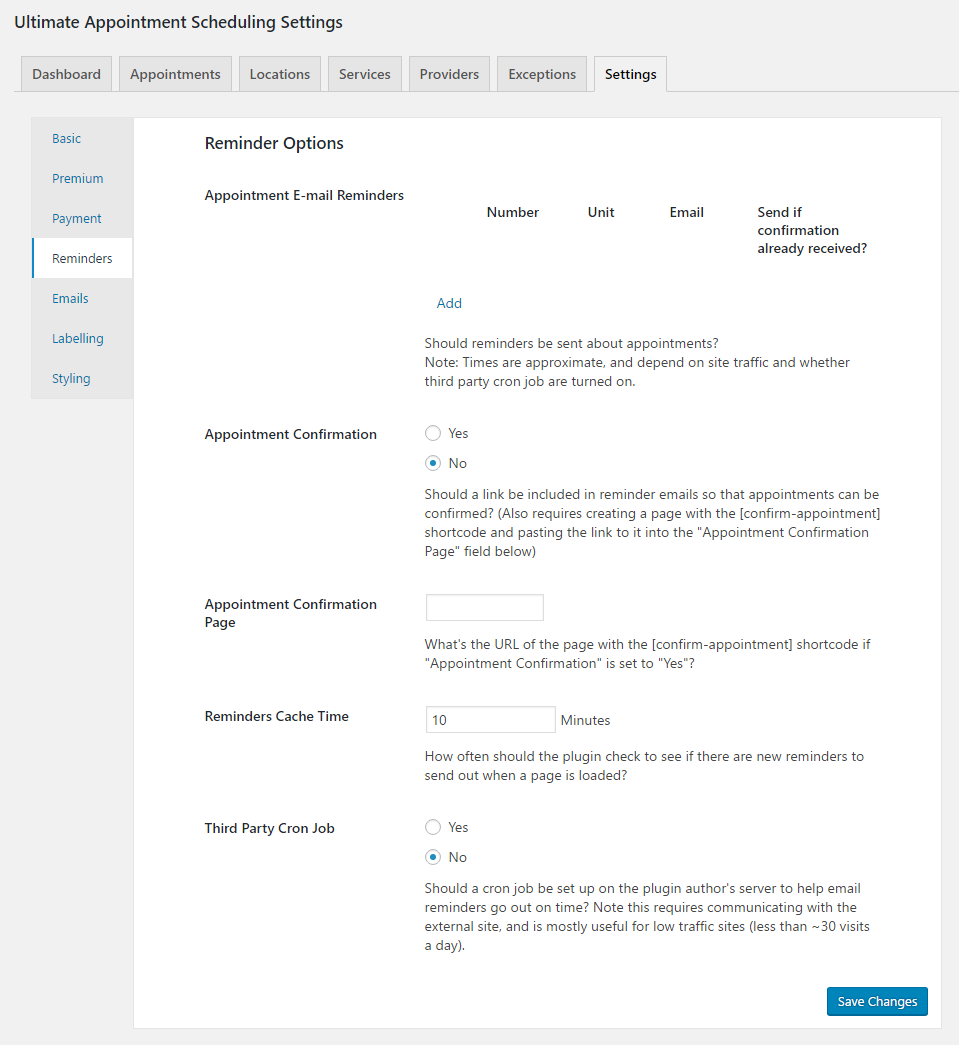 Ultimate Appointment Scheduling Settings
Dashboard Appointments Locations Services Providers Exceptions Settings
Basic
Premium
Payment
Reminders
Emails
Labelling
Styling
Reminder Options
Appointment E-mail Reminders
Number Unit Email Send if
confirmation
already received?
Add
Should reminders be sent about appointments?
Note: Times are approximate, and depend on site traffic and whether
third party cron job are turned on.
Appointment Confirmation
Yes
No
Should a link be included in reminder emails so that appointments can be
confirmed? (Also requires creating a page with the [confirm-appointment]
shortcode and pasting the link to it into the "Appointment Confirmation
Page" field below)
Appointment Confirmation
Page
What's the URL of the page with the [confirm-appointment] shortcode if
"Appointment Confirmation" is set to "Yes"?
Reminders Cache Time
10 Minutes
How often should the plugin check to see if there are new reminders to
send out when a page is loaded?
Third Party Cron Job
Yes
No
Should a cron job be set up on the plugin author's server to help email
reminders go out on time? Note this requires communicating with the
external site, and is mostly useful for low traffic sites (less than ~30 visits
a day).
Save Changes